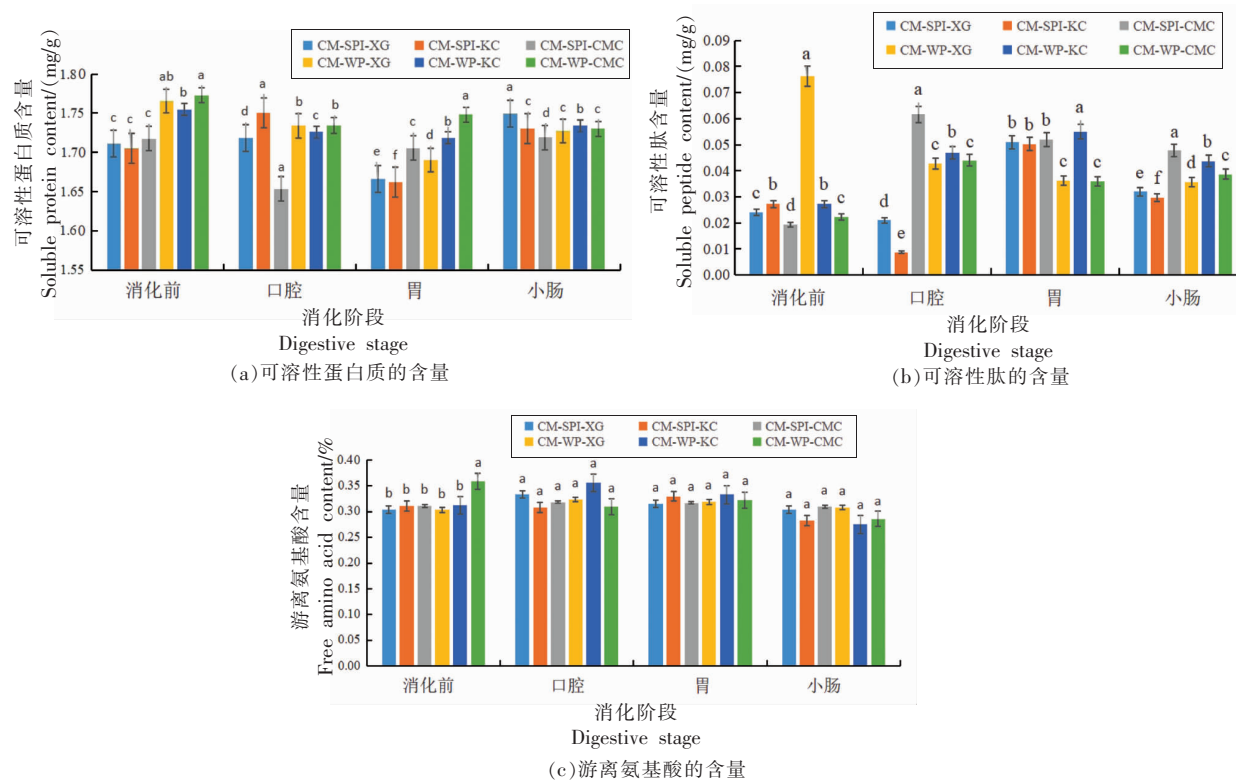 CM-SPI-XG CM-SPI-KC CM-SPI-CMC
CM-WP-XG CM-WP-KC CM-WP-CMC
可溶性蛋白质含量
Soluble protein content/(mg/g)
1.80
1.75
1.70
1.65
1.60
1.55
c c c ab b a
d a a b c b
e f c d b a
a c d c b c
消化前 口腔 胃 小肠
消化阶段
Digestive stage
(a)可溶性蛋白质的含量
CM-SPI-XG CM-SPI-KC CM-SPI-CMC
CM-WP-XG CM-WP-KC CM-WP-CMC
可溶性肽含量
Soluble peptide content/(mg/g)
0.09
0.08
0.07
0.06
0.05
0.04
0.03
0.02
0.01
0.00
c b d a b c
d e a c b c
b b b c a c
e f a d b c
消化前 口腔 胃 小肠
消化阶段
Digestive stage
(b)可溶性肽的含量
CM-SPI-XG CM-SPI-KC CM-SPI-CMC
CM-WP-XG CM-WP-KC CM-WP-CMC
游离氨基酸含量
Free amino acid content/%
0.40
0.35
0.30
0.25
0.20
0.15
0.10
0.05
0.00
b b b b b a
a a a a a a
a a a a a a
a a a a a a
消化前 口腔 胃 小肠
消化阶段
Digestive stage
(c)游离氨基酸的含量